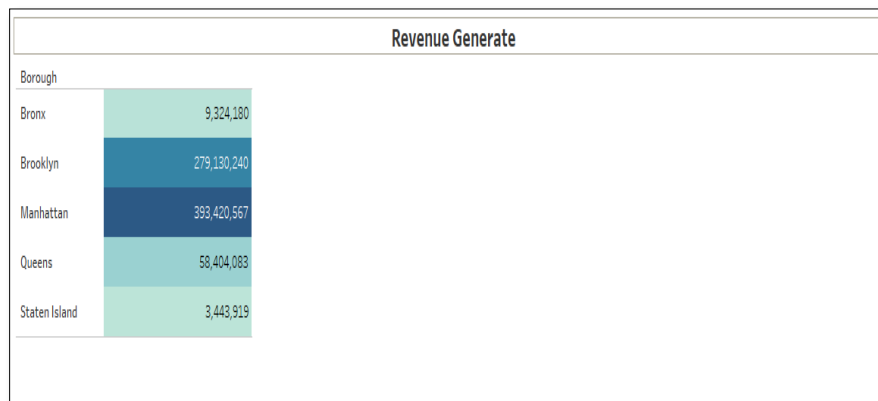 Revenue Generate
Borough
Bronx 9,324,180
Brooklyn 279,130,240
Manhattan 393,420,567
Queens 58,404,083
Staten Island 3,443,919